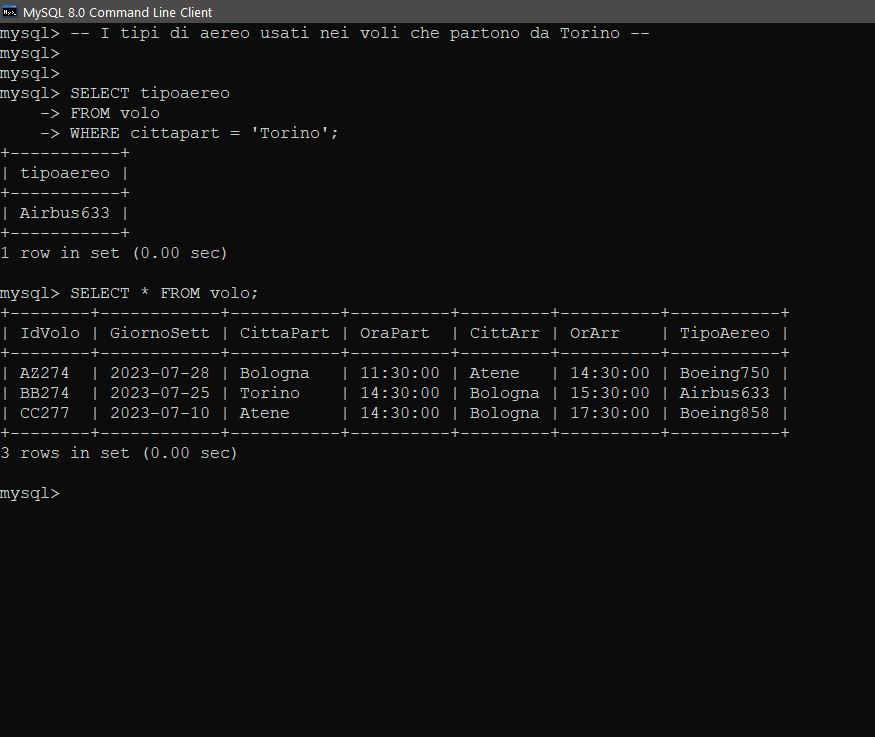 MySQL 8.0 Command Line Client
mysql> -- I tipi di aereo usati nei voli che partono da Torino --
mysql>
mysql>
mysql> SELECT tipoaereo
    -> FROM volo
    -> WHERE cittapart = 'Torino';
+-----------+
| tipoaereo |
+-----------+
| Airbus633 |
+-----------+
1 row in set (0.00 sec)

mysql> SELECT * FROM volo;
+--------+------------+-----------+----------+---------+----------+-----------+
| IdVolo | GiornoSett | CittaPart | OraPart  | CittArr | OrArr    | TipoAereo |
+--------+------------+-----------+----------+---------+----------+-----------+
| AZ274  | 2023-07-28 | Bologna   | 11:30:00 | Atene   | 14:30:00 | Boeing750 |
| BB274  | 2023-07-25 | Torino    | 14:30:00 | Bologna | 15:30:00 | Airbus633 |
| CC277  | 2023-07-10 | Atene     | 14:30:00 | Bologna | 17:30:00 | Boeing858 |
+--------+------------+-----------+----------+---------+----------+-----------+
3 rows in set (0.00 sec)

mysql>